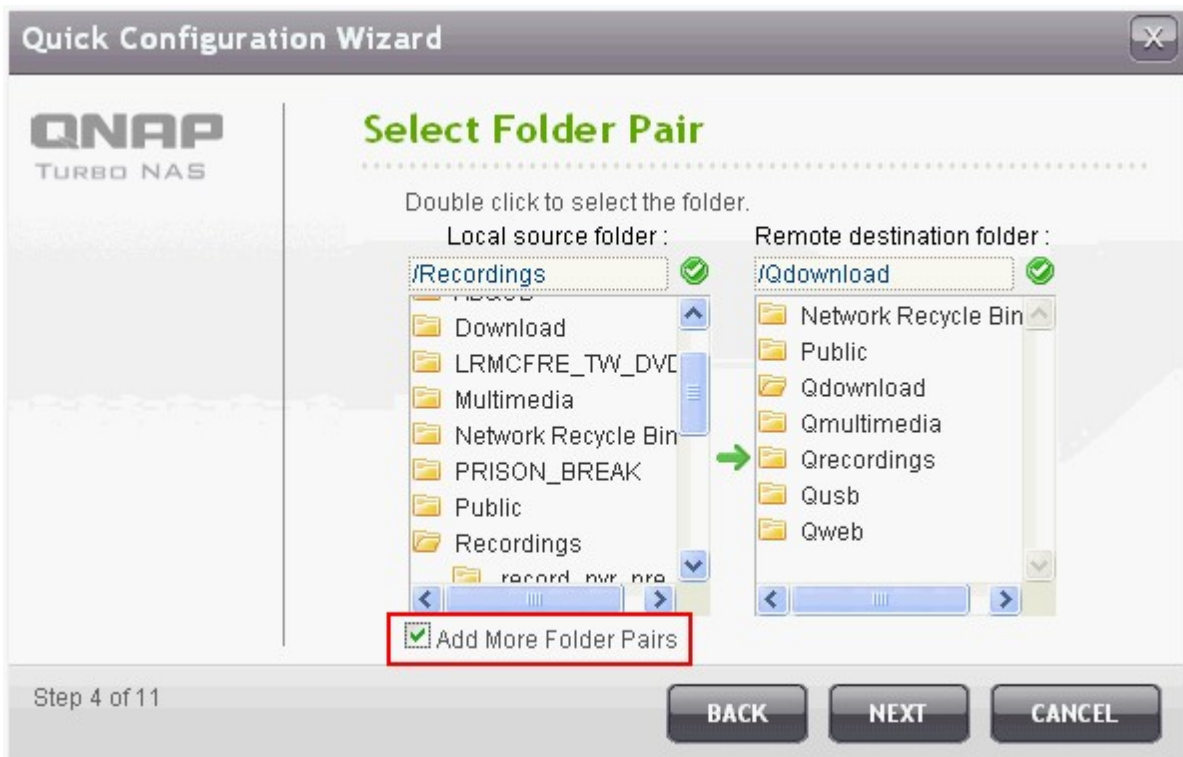 Quick Configuration Wizard
X
QNAP
TURBO NAS
Select Folder Pair
Double click to select the folder.
Local source folder :
Remote destination folder :
/Recordings
/Qdownload
Download
LRMCFRE_TW_DVD
Multimedia
Network Recycle Bin
PRISON_BREAK
Public
Recordings
Network Recycle Bin
Public
Qdownload
Qmultimedia
Qrecordings
Qusb
Qweb
Add More Folder Pairs
Step 4 of 11
BACK
NEXT
CANCEL